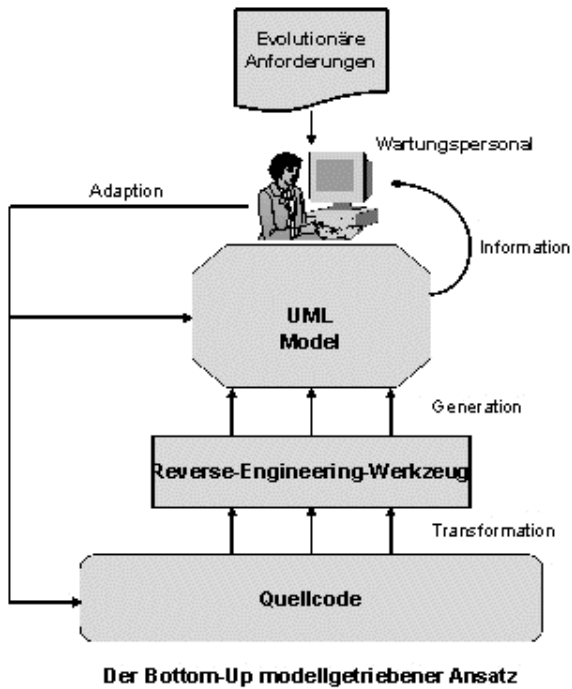 Evolutionäre
Anforderungen
Wartungspersonal
Adaption
Information
UML
Model
Generation
Reverse-Engineering-Werkzeug
Transformation
Quellcode
Der Bottom-Up modellgetriebener Ansatz